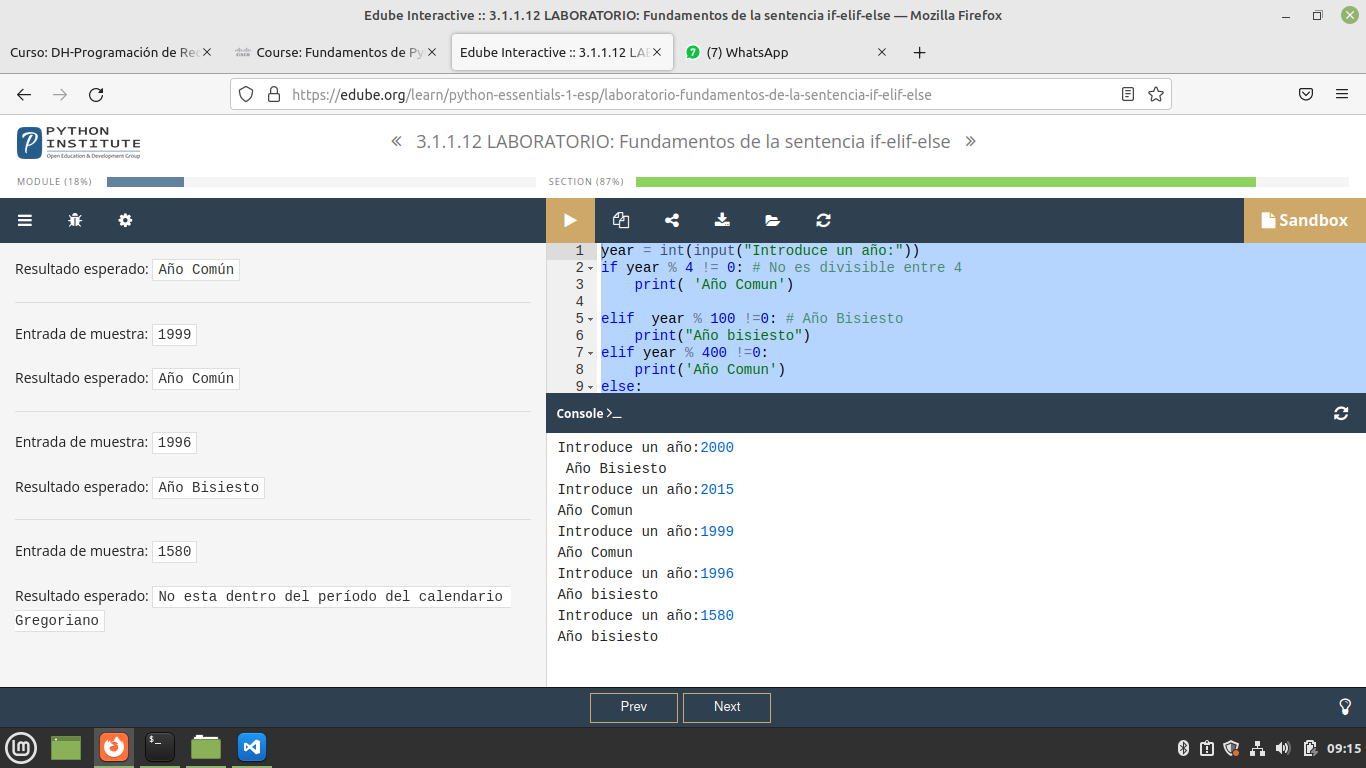 Edube Interactive :: 3.1.1.12 LABORATORIO: Fundamentos de la sentencia if-elif-else — Mozilla Firefox
Curso: DH-Programación de Rec
Course: Fundamentos de Py
Edube Interactive :: 3.1.1.12 LAB
(7) WhatsApp
https://edube.org/learn/python-essentials-1-esp/laboratorio-fundamentos-de-la-sentencia-if-elif-else
PYTHON
INSTITUTE
Open Education & Development Group
« 3.1.1.12 LABORATORIO: Fundamentos de la sentencia if-elif-else »
MODULE (18%)
SECTION (87%)
Sandbox
Resultado esperado: Año Común
Entrada de muestra: 1999
Resultado esperado: Año Común
Entrada de muestra: 1996
Resultado esperado: Año Bisiesto
Entrada de muestra: 1580
Resultado esperado: No esta dentro del período del calendario
Gregoriano
1 year = int(input("Introduce un año:"))
2 if year % 4 != 0: # No es divisible entre 4
3     print( 'Año Comun')
4
5 elif  year % 100 !=0: # Año Bisiesto
6     print("Año bisiesto")
7 elif year % 400 !=0:
8     print('Año Comun')
9 else:
Console >_
Introduce un año:2000
 Año Bisiesto
Introduce un año:2015
Año Comun
Introduce un año:1999
Año Comun
Introduce un año:1996
Año bisiesto
Introduce un año:1580
Año bisiesto
Prev
Next
09:15